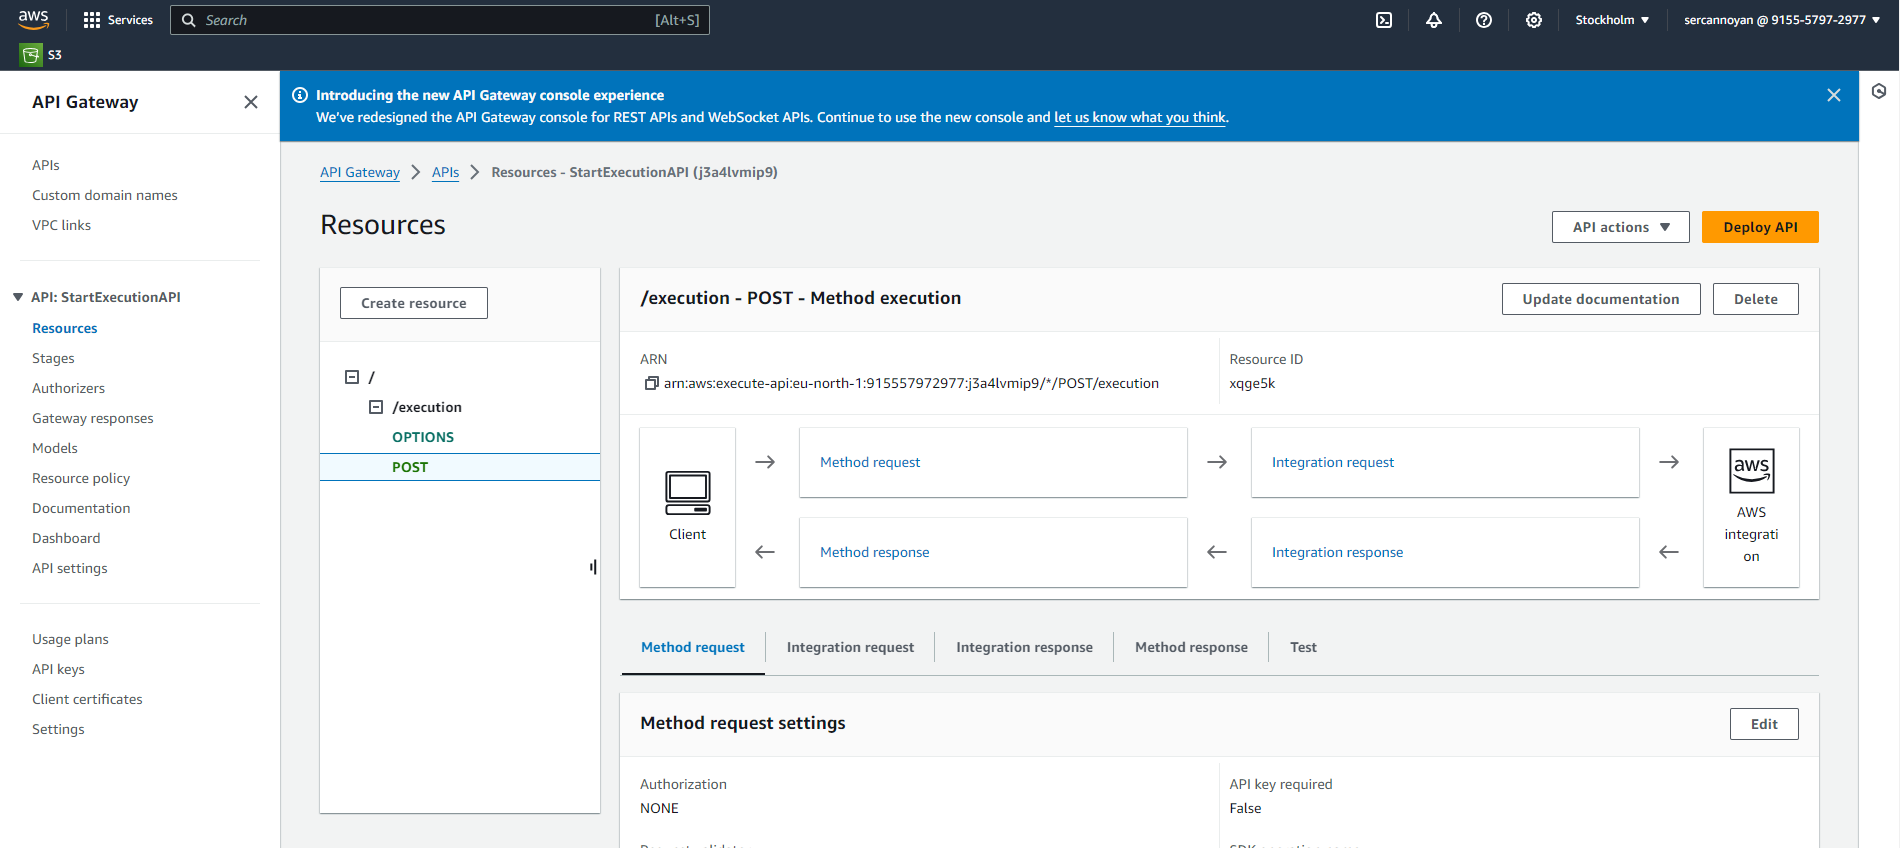 aws
Services
Search
[Alt+S]
Stockholm
sercannoyan @ 9155-5797-2977
S3
API Gateway
APIs
Custom domain names
VPC links
API: StartExecutionAPI
Resources
Stages
Authorizers
Gateway responses
Models
Resource policy
Documentation
Dashboard
API settings
Usage plans
API keys
Client certificates
Settings
Introducing the new API Gateway console experience
We've redesigned the API Gateway console for REST APIs and WebSocket APIs. Continue to use the new console and let us know what you think.
API Gateway
APIs
Resources - StartExecutionAPI (j3a4lvmip9)
Resources
API actions
Deploy API
Create resource
/
/execution
OPTIONS
POST
/execution - POST - Method execution
Update documentation
Delete
ARN
arn:aws:execute-api:eu-north-1:915557972977:j3a4lvmip9/*/POST/execution
Resource ID
xqge5k
Client
Method request
Integration request
Method response
Integration response
aws
AWS
integrati
on
Method request
Integration request
Integration response
Method response
Test
Method request settings
Edit
Authorization
NONE
API key required
False